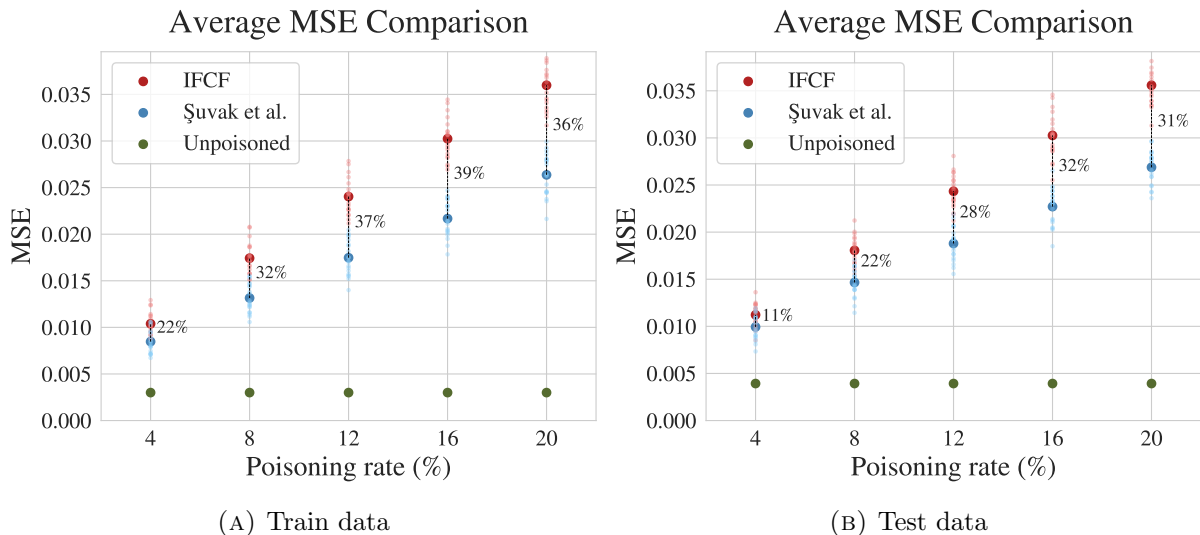 Average MSE Comparison
IFCF
Şuvak et al.
Unpoisoned
MSE
0.035
0.030
0.025
0.020
0.015
0.010
0.005
0.000
22%
32%
37%
39%
36%
4 8 12 16 20
Poisoning rate (%)
(A) Train data
Average MSE Comparison
IFCF
Şuvak et al.
Unpoisoned
MSE
0.035
0.030
0.025
0.020
0.015
0.010
0.005
0.000
11%
22%
28%
32%
31%
4 8 12 16 20
Poisoning rate (%)
(B) Test data